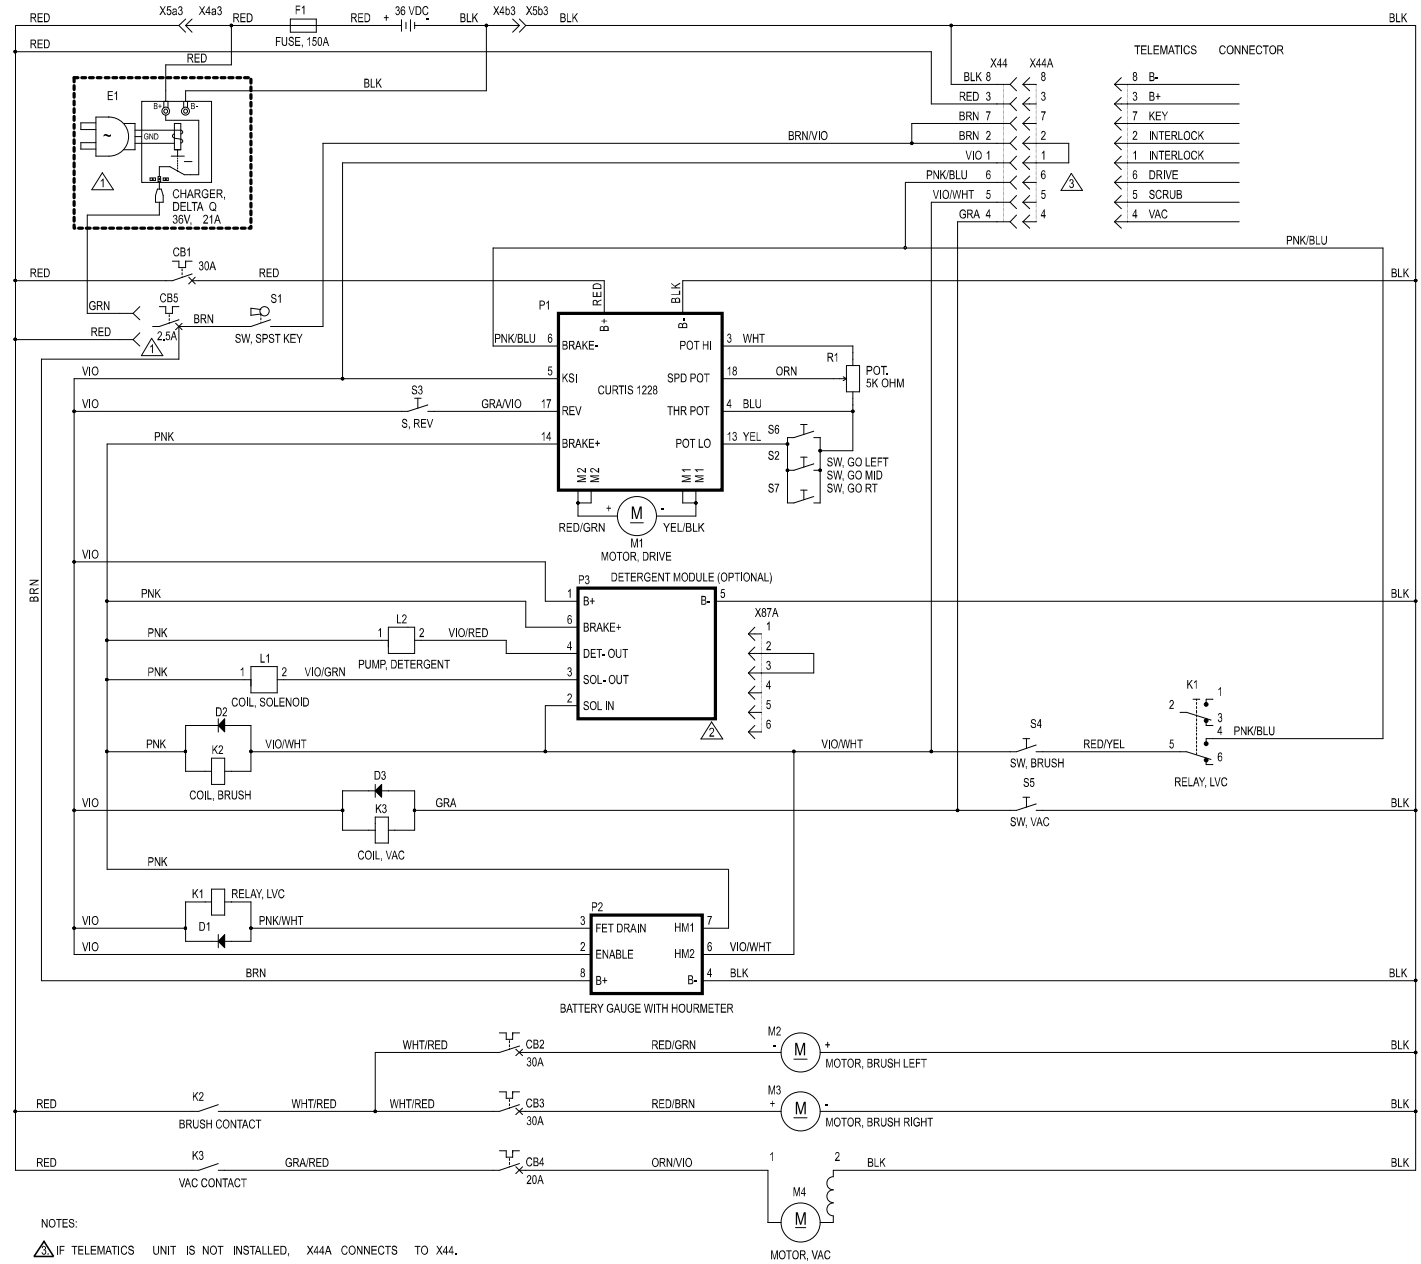 RED X5a3 X4a3 RED F1 RED + 36 VDC - BLK X4b3 X5b3 BLK BLK
FUSE, 150A
RED
TELEMATICS CONNECTOR
RED
X44 X44A
BLK
BLK 8 8 8 B-
E1
B+ B-
RED 3 3 3 B+
BRN 7 7 7 KEY
~ GND
BRN/VIO
BRN 2 2 2 INTERLOCK
VIO 1 1 1 INTERLOCK
PNK/BLU 6 6 6 DRIVE
1
3
VIO/WHT 5 5 5 SCRUB
GRA 4 4 4 VAC
CHARGER,
DELTA Q
36V, 21A
PNK/BLU
CB1
30A
RED RED BLK
RED BLK
GRN CB5 S1
BRN
RED 2.5A SW, SPST KEY
1
P1
B+ B-
PNK/BLU 6 BRAKE- POT HI 3 WHT
R1
VIO 5 KSI SPD POT 18 ORN POT.
5K OHM
CURTIS 1228
S3
VIO GRA/VIO 17 REV THR POT 4 BLU
S, REV
PNK 14 BRAKE+ POT LO 13 YEL
S6
S2
S7
SW, GO LEFT
SW, GO MID
SW, GO RT
M2 M2 M1 M1
+ M -
RED/GRN YEL/BLK
M1
MOTOR, DRIVE
VIO
BRN
P3 DETERGENT MODULE (OPTIONAL)
PNK 1 B+ B- 5 BLK
X87A
6 BRAKE+
1
L2
PNK 1 2 VIO/RED 4 DET- OUT
2
PUMP, DETERGENT
L1
3
PNK 1 2 VIO/GRN 3 SOL- OUT
4
COIL, SOLENOID
2 SOL IN
5
6
2
D2
PNK K2 VIO/WHT
COIL, BRUSH
VIO/WHT
S4
SW, BRUSH
RED/YEL
K1
1
2
3
4 PNK/BLU
5
6
RELAY, LVC
D3
VIO K3 GRA
COIL, VAC
S5
SW, VAC
BLK
PNK
K1 RELAY, LVC
P2
VIO D1 PNK/WHT 3 FET DRAIN HM1 7
VIO 2 ENABLE HM2 6 VIO/WHT
BRN 8 B+ B- 4 BLK BLK
BATTERY GAUGE WITH HOURMETER
WHT/RED CB2 RED/GRN M2 - M + BLK
30A
MOTOR, BRUSH LEFT
RED K2 WHT/RED WHT/RED CB3 RED/BRN M3 + M - BLK
BRUSH CONTACT
30A
MOTOR, BRUSH RIGHT
RED K3 GRA/RED CB4 ORN/VIO 1 2 BLK BLK
VAC CONTACT
20A
M4
M
MOTOR, VAC
NOTES:
3. IF TELEMATICS UNIT IS NOT INSTALLED, X44A CONNECTS TO X44.